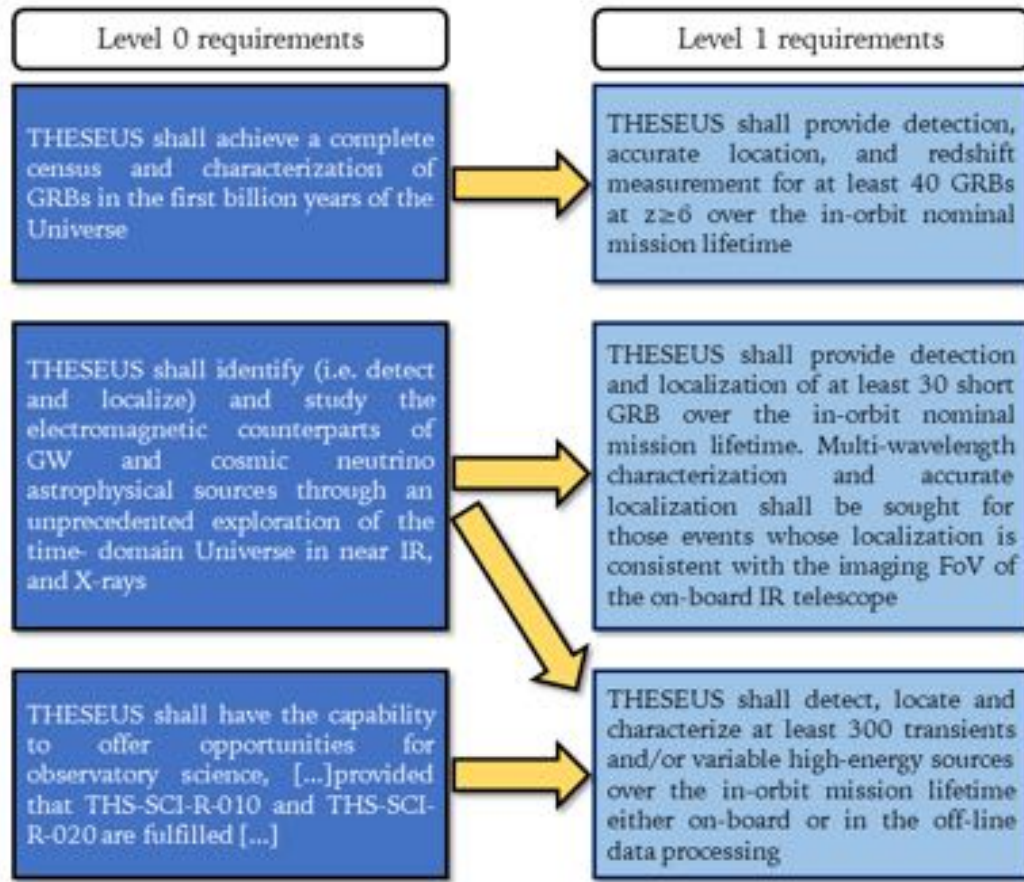 Level 0 requirements
Level 1 requirements
THESEUS shall achieve a complete
census and characterization of
GRBs in the first billion years of the
Universe
THESEUS shall provide detection,
accurate location, and redshift
measurement for at least 40 GRBs
at z≥6 over the in-orbit nominal
mission lifetime
THESEUS shall identify (i.e. detect
and localize) and study the
electromagnetic counterparts of
GW and cosmic neutrino
astrophysical sources through an
unprecedented exploration of the
time- domain Universe in near IR,
and X-rays
THESEUS shall provide detection
and localization of at least 30 short
GRB over the in-orbit nominal
mission lifetime. Multi-wavelength
characterization and accurate
localization shall be sought for
those events whose localization is
consistent with the imaging FoV of
the on-board IR telescope
THESEUS shall have the capability
to offer opportunities for
observatory science, [...]provided
that THS-SCI-R-010 and THS-SCI-
R-020 are fulfilled [...]
THESEUS shall detect, locate and
characterize at least 300 transients
and/or variable high-energy sources
over the in-orbit mission lifetime
either on-board or in the off-line
data processing